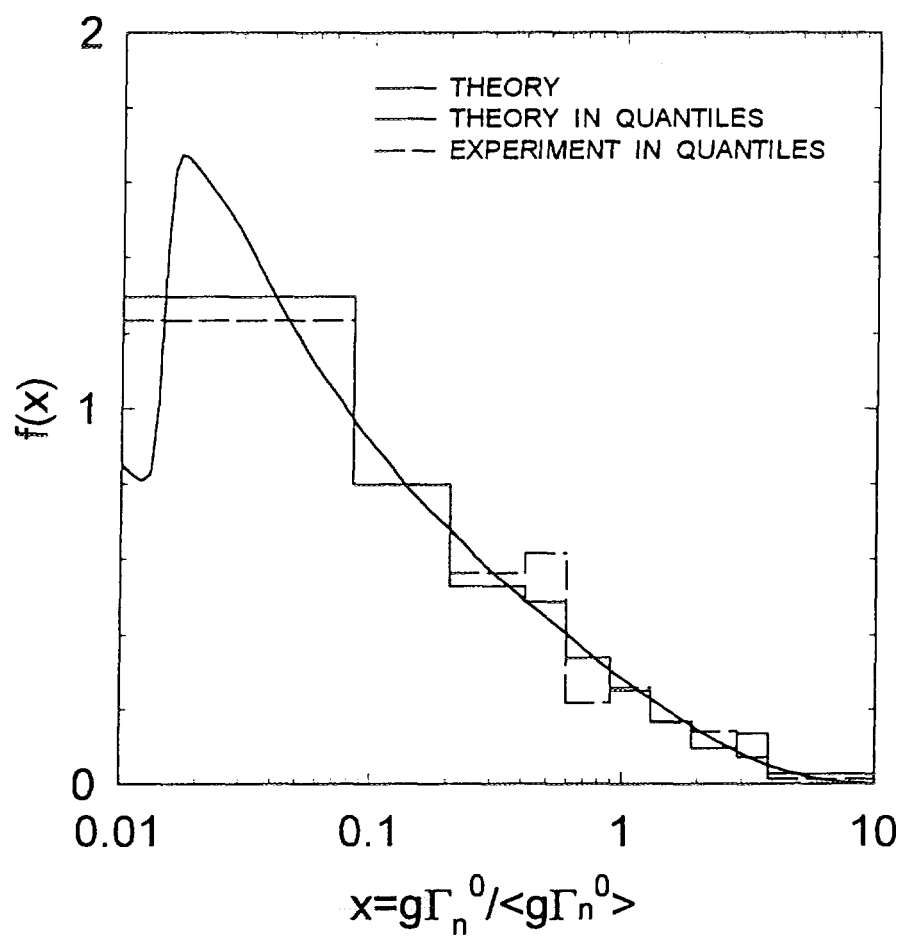 2
THEORY
THEORY IN QUANTILES
EXPERIMENT IN QUANTILES
f(x)
1
0
0.01 0.1 1 10
x=gΓn⁰/<gΓn⁰>